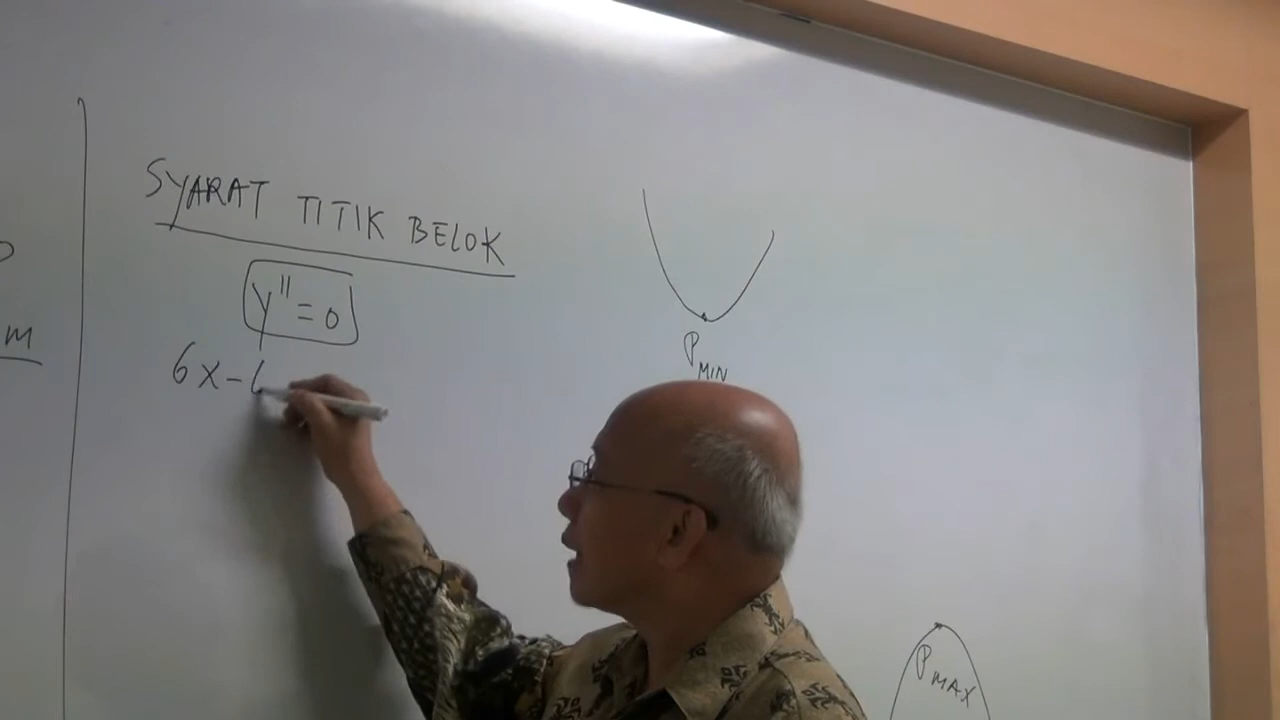 M
SYARAT TITIK BELOK
y'' = 0
6x - 6
P MIN
P MAX